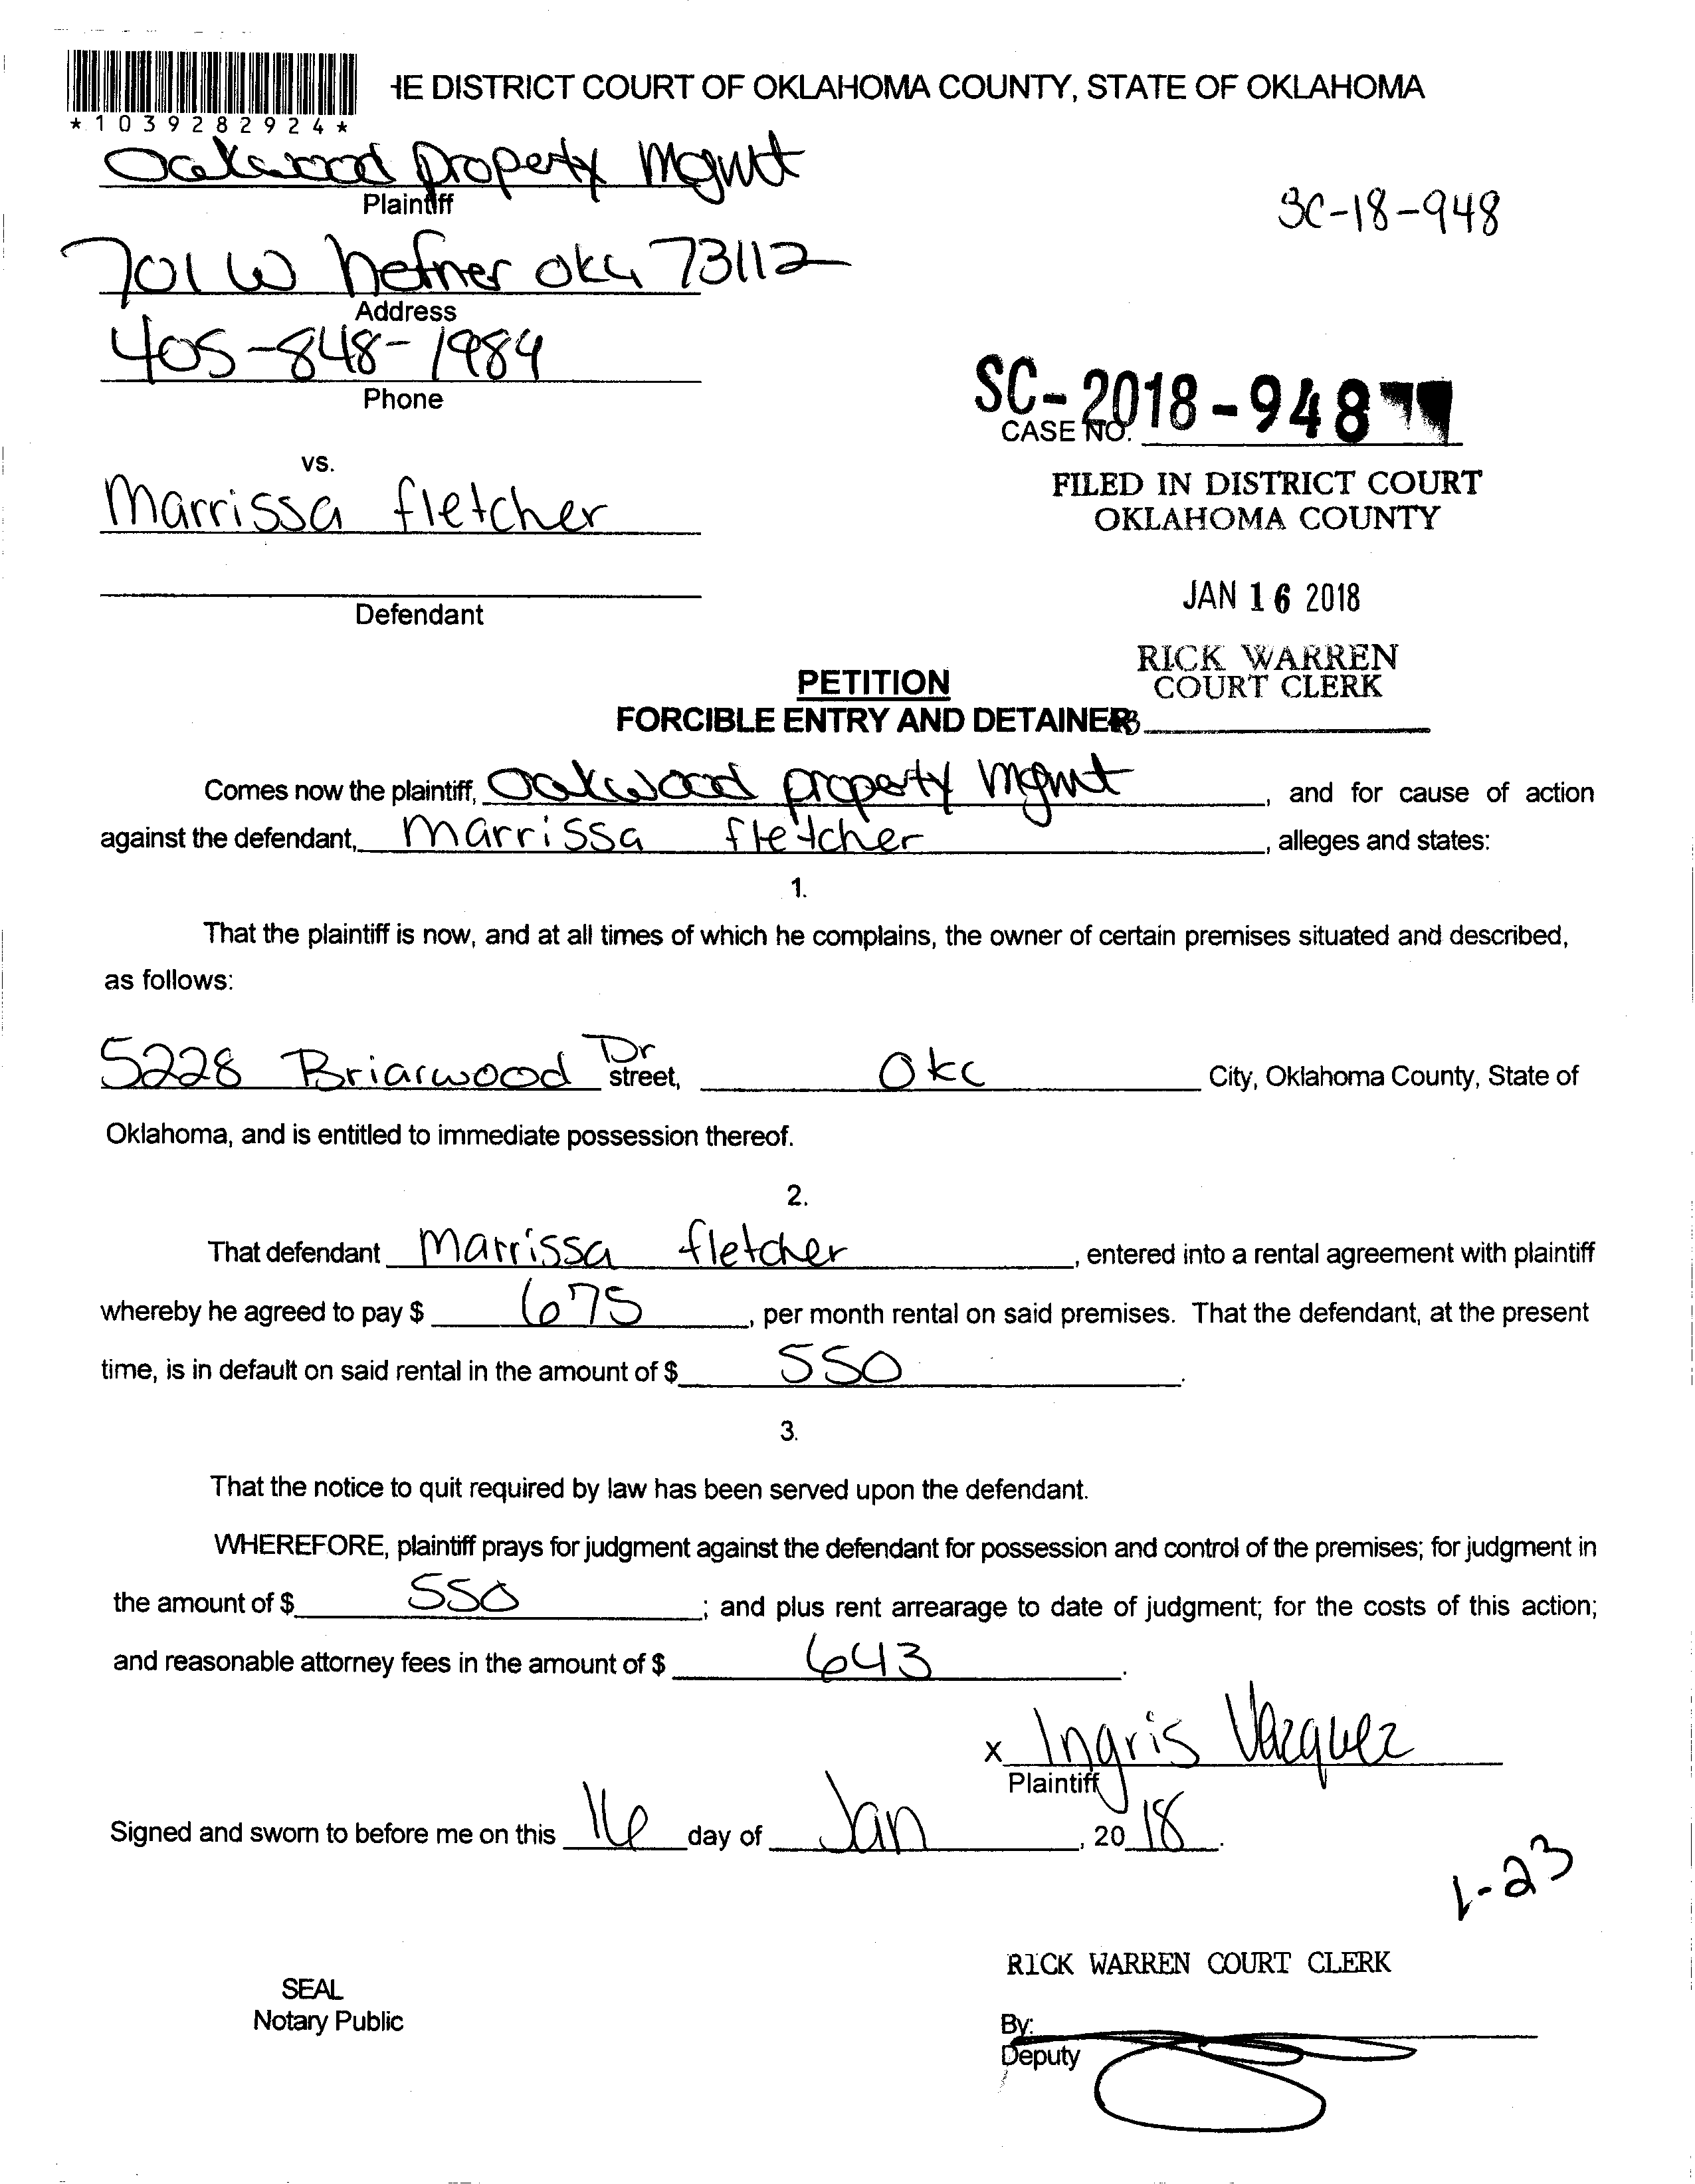 *1039282924*
HE DISTRICT COURT OF OKLAHOMA COUNTY, STATE OF OKLAHOMA
Oakwood property mgmt
Plaintiff
SC-18-948
701 W hefner okc 73112
Address
405-848-1984
Phone
SC-2018-948
CASE NO.
vs.
Marrissa fletcher
FILED IN DISTRICT COURT
OKLAHOMA COUNTY
Defendant
JAN 16 2018
RICK WARREN
COURT CLERK
PETITION
FORCIBLE ENTRY AND DETAINER
Comes now the plaintiff, Oakwood property mgmt, and for cause of action
against the defendant, Marrissa fletcher, alleges and states:
1.
That the plaintiff is now, and at all times of which he complains, the owner of certain premises situated and described,
as follows:
5228 Briarwood Dr street, Okc City, Oklahoma County, State of
Oklahoma, and is entitled to immediate possession thereof.
2.
That defendant Marrissa fletcher, entered into a rental agreement with plaintiff
whereby he agreed to pay $ 675, per month rental on said premises. That the defendant, at the present
time, is in default on said rental in the amount of $ 550.
3.
That the notice to quit required by law has been served upon the defendant.
WHEREFORE, plaintiff prays for judgment against the defendant for possession and control of the premises; for judgment in
the amount of $ 550; and plus rent arrearage to date of judgment; for the costs of this action;
and reasonable attorney fees in the amount of $ 643.
x Ingris Vazquez
Plaintiff
Signed and sworn to before me on this 16 day of Jan, 20 18.
1-23
RICK WARREN COURT CLERK
SEAL
Notary Public
By:
Deputy